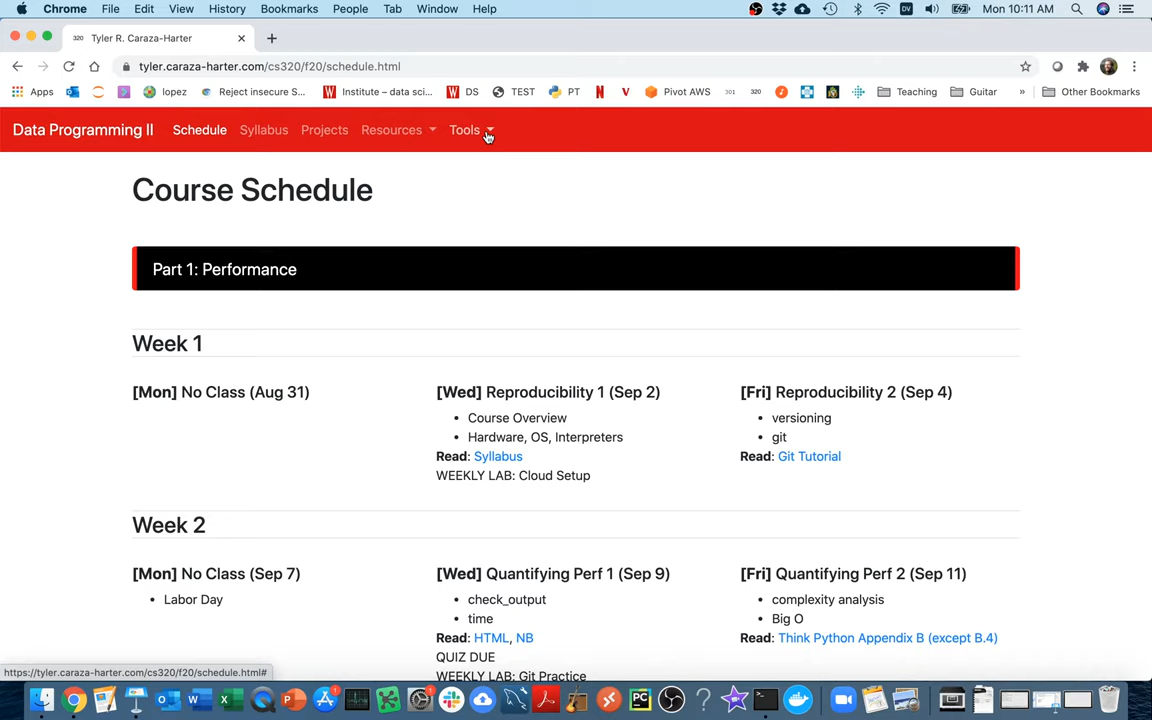 Chrome File Edit View History Bookmarks People Tab Window Help DV Mon 10:11 AM
320 Tyler R. Caraza-Harter
tyler.caraza-harter.com/cs320/f20/schedule.html
Apps lopez Reject insecure S... Institute – data sci... DS TEST PT N V Pivot AWS 301 320 Teaching Guitar » Other Bookmarks
Data Programming II Schedule Syllabus Projects Resources Tools
Course Schedule
Part 1: Performance
Week 1
[Mon] No Class (Aug 31) [Wed] Reproducibility 1 (Sep 2) [Fri] Reproducibility 2 (Sep 4)
• Course Overview • versioning
• Hardware, OS, Interpreters • git
Read: Syllabus Read: Git Tutorial
WEEKLY LAB: Cloud Setup
Week 2
[Mon] No Class (Sep 7) [Wed] Quantifying Perf 1 (Sep 9) [Fri] Quantifying Perf 2 (Sep 11)
• Labor Day • check_output • complexity analysis
• time • Big O
Read: HTML, NB Read: Think Python Appendix B (except B.4)
QUIZ DUE
WEEKLY LAB: Git Practice
https://tyler.caraza-harter.com/cs320/f20/schedule.html#